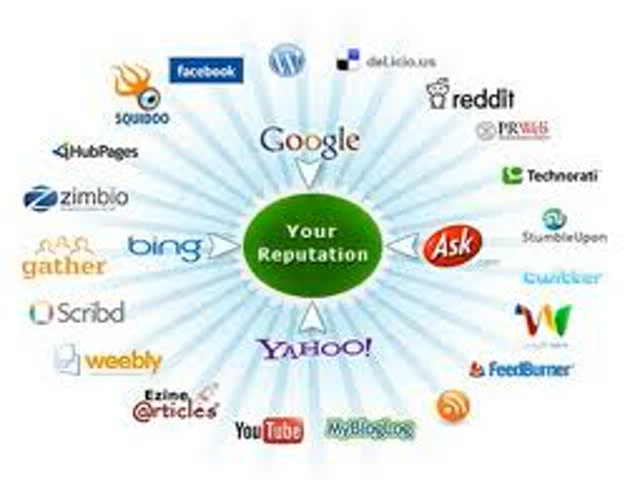 facebook
del.icio.us
SQUIDOO
reddit
Google
PRWeb
HubPages
Technorati
zimbio
Your
Reputation
StumbleUpon
bing
Ask
gather
twitter
Scribd
YAHOO!
weebly
FeedBurner
Ezine
@rticles
YouTube
MyBlogLog